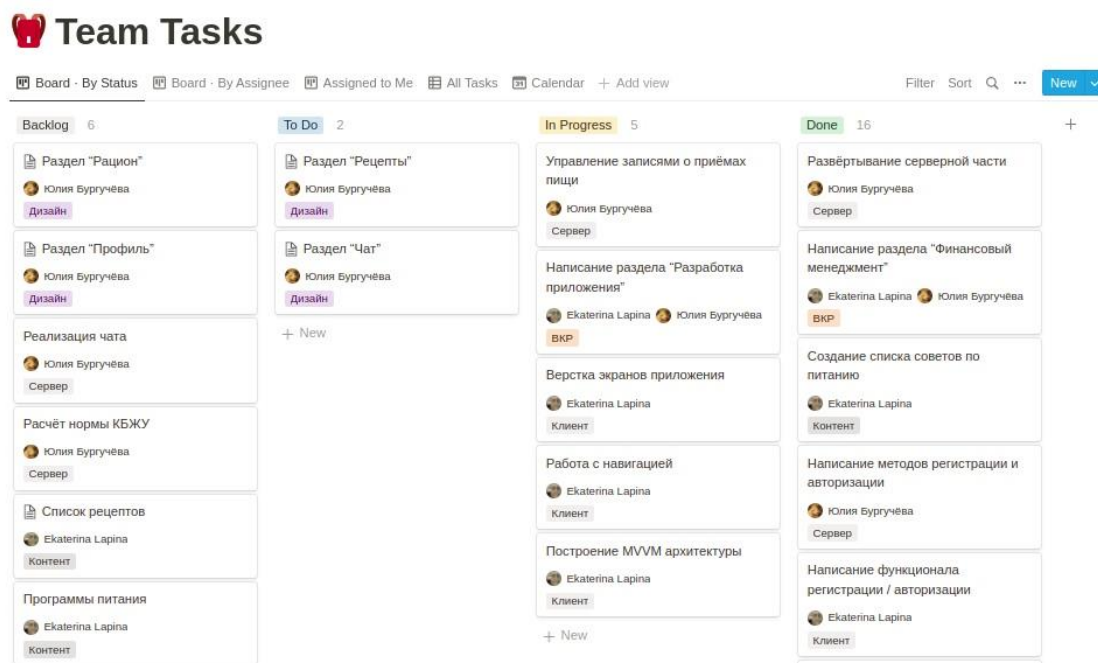 Team Tasks
Board · By Status
Board · By Assignee
Assigned to Me
All Tasks
Calendar
+ Add view
Filter
Sort
New
Backlog 6
Раздел “Рацион”
Юлия Бургучёва
Дизайн
Раздел “Профиль”
Юлия Бургучёва
Дизайн
Реализация чата
Юлия Бургучёва
Сервер
Расчёт нормы КБЖУ
Юлия Бургучёва
Сервер
Список рецептов
Ekaterina Lapina
Контент
Программы питания
Ekaterina Lapina
Контент
To Do 2
Раздел “Рецепты”
Юлия Бургучёва
Дизайн
Раздел “Чат”
Юлия Бургучёва
Дизайн
+ New
In Progress 5
Управление записями о приёмах
пищи
Юлия Бургучёва
Сервер
Написание раздела “Разработка
приложения”
Ekaterina Lapina Юлия Бургучёва
ВКР
Верстка экранов приложения
Ekaterina Lapina
Клиент
Работа с навигацией
Ekaterina Lapina
Клиент
Построение MVVM архитектуры
Ekaterina Lapina
Клиент
+ New
Done 16
Развёртывание серверной части
Юлия Бургучёва
Сервер
Написание раздела “Финансовый
менеджмент”
Ekaterina Lapina Юлия Бургучёва
ВКР
Создание списка советов по
питанию
Ekaterina Lapina
Контент
Написание методов регистрации и
авторизации
Юлия Бургучёва
Сервер
Написание функционала
регистрации / авторизации
Ekaterina Lapina
Клиент